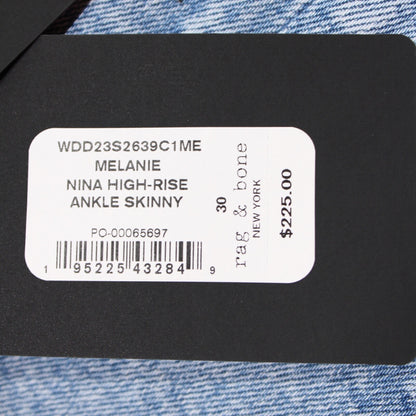 WDD23S2639C1ME
MELANIE
NINA HIGH-RISE
ANKLE SKINNY
PO-00065697
1 95225 43284 9
30
rag & bone
NEW YORK
$225.00